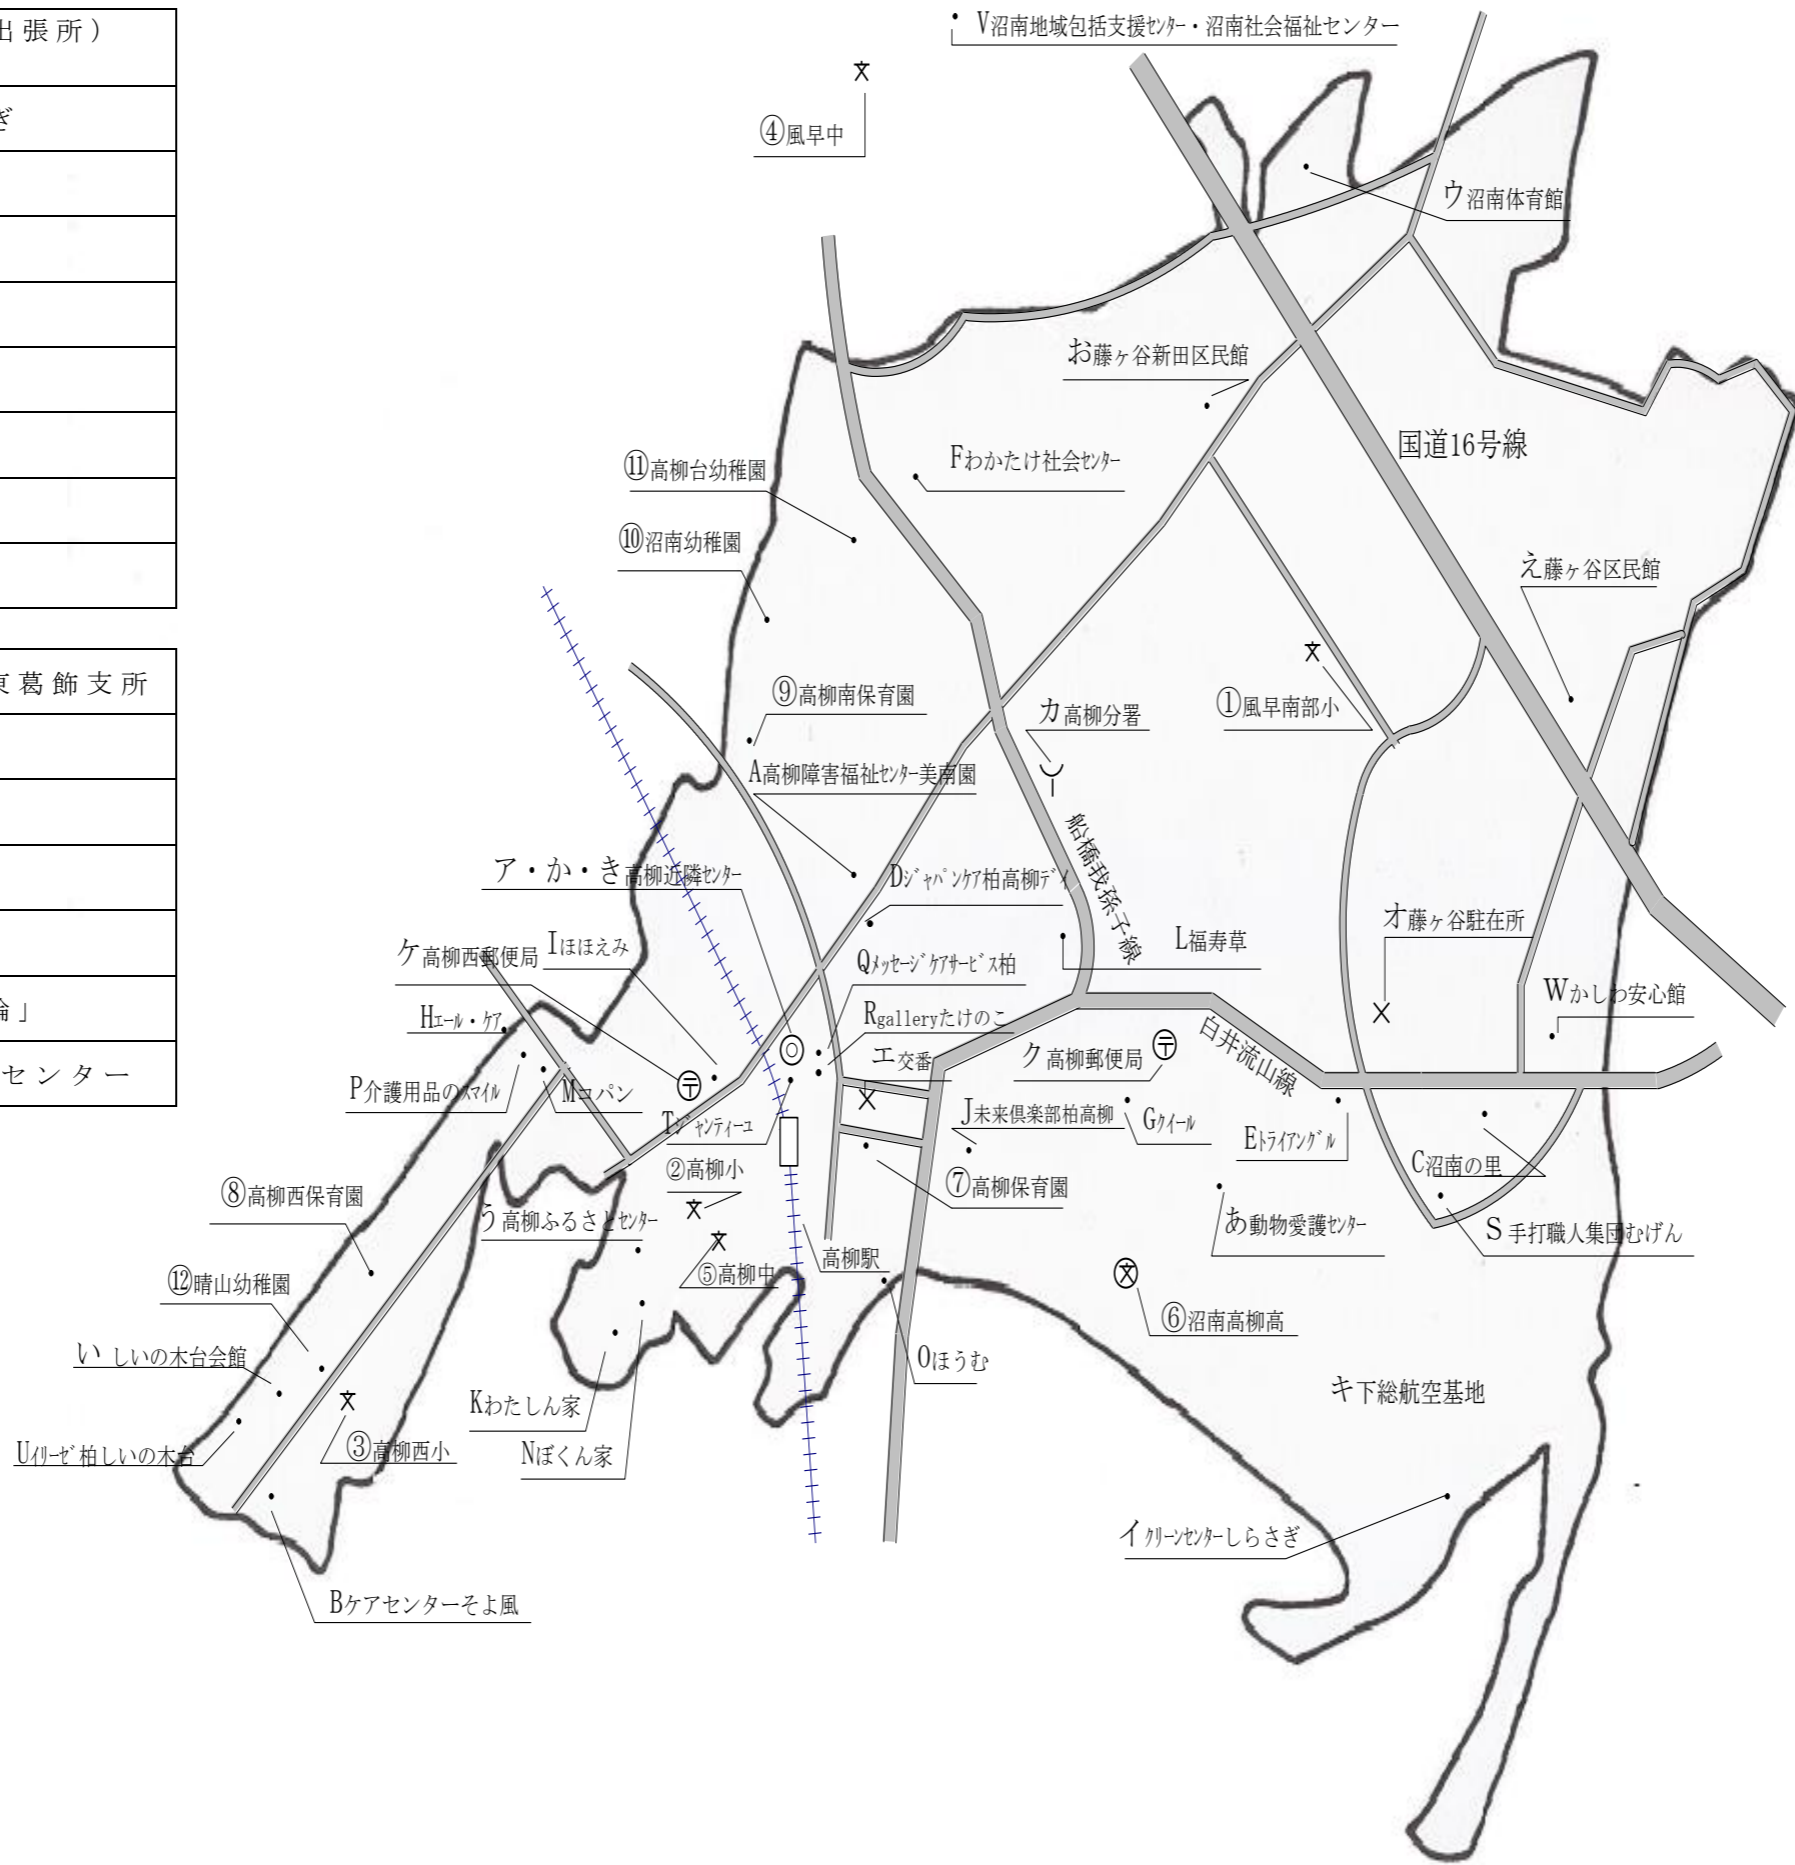 出張所）
ぎ
東葛飾支所
輪」
センター
V沼南地域包括支援センター・沼南社会福祉センター
④風早中
ウ沼南体育館
お藤ヶ谷新田区民館
国道16号線
Fわかたけ社会センター
⑪高柳台幼稚園
⑩沼南幼稚園
え藤ヶ谷区民館
⑨高柳南保育園
カ高柳分署
①風早南部小
A高柳障害福祉センター美南園
船橋我孫子線
ア・か・き高柳近隣センター
Dジャパンケア柏高柳デイ
オ藤ヶ谷駐在所
L福寿草
Iほほえみ
ケ高柳西郵便局
Qメッセージケアサービス柏
Wかしわ安心館
Hエール・ケア
Rgalleryたけのこ
白井流山線
エ交番
ク高柳郵便局
P介護用品のスマイル
Mコパン
Tジャンティーユ
J未来倶楽部柏高柳
Gクイール
Eトライアングル
C沼南の里
②高柳小
⑦高柳保育園
⑧高柳西保育園
う高柳ふるさとセンター
あ動物愛護センター
S手打職人集団むげん
高柳駅
⑤高柳中
⑫晴山幼稚園
⑥沼南高柳高
い しいの木台会館
Oほうむ
キ下総航空基地
Kわたしん家
③高柳西小
Uイリーゼ柏しいの木台
Nぼくん家
イクリーンセンターしらさぎ
Bケアセンターそよ風